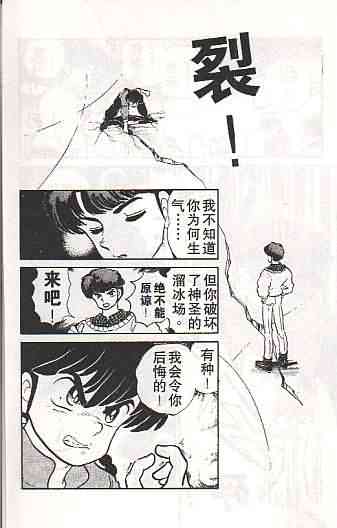 裂！
我不知道
你为何生
气……
但你破坏
了神圣的
溜冰场。
绝不能
原谅！
来吧！
有种！
我会令你
后悔的！